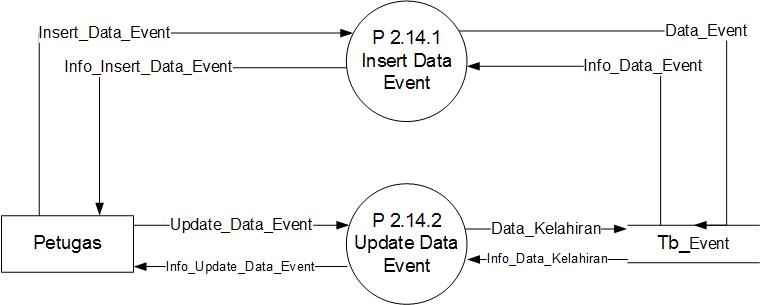 Insert_Data_Event
P 2.14.1
Insert Data
Event
Data_Event
Info_Insert_Data_Event
Info_Data_Event
Petugas
Update_Data_Event
P 2.14.2
Update Data
Event
Data_Kelahiran
Tb_Event
Info_Update_Data_Event
Info_Data_Kelahiran